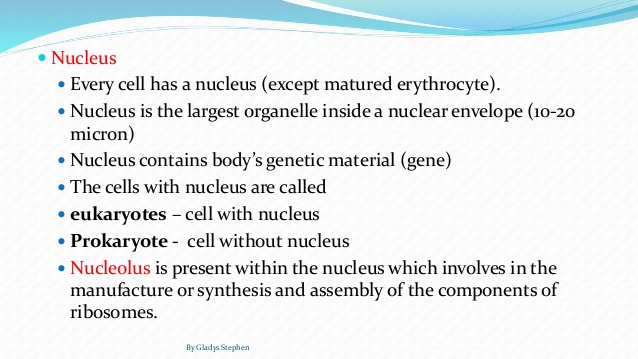 • Nucleus
• Every cell has a nucleus (except matured erythrocyte).
• Nucleus is the largest organelle inside a nuclear envelope (10-20
micron)
• Nucleus contains body's genetic material (gene)
• The cells with nucleus are called
• eukaryotes – cell with nucleus
• Prokaryote - cell without nucleus
• Nucleolus is present within the nucleus which involves in the
manufacture or synthesis and assembly of the components of
ribosomes.
By Gladys Stephen